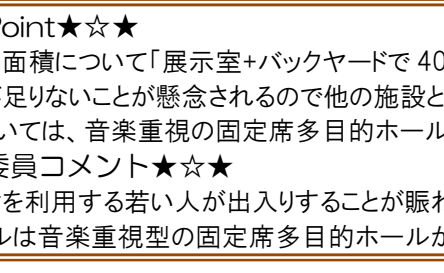 Point★☆★
面積について「展示室+バックヤードで 40
足りないことが懸念されるので他の施設と
いては、音楽重視の固定席多目的ホール
委員コメント★☆★
を利用する若い人が出入りすることが賑わ
ルは音楽重視型の固定席多目的ホールか